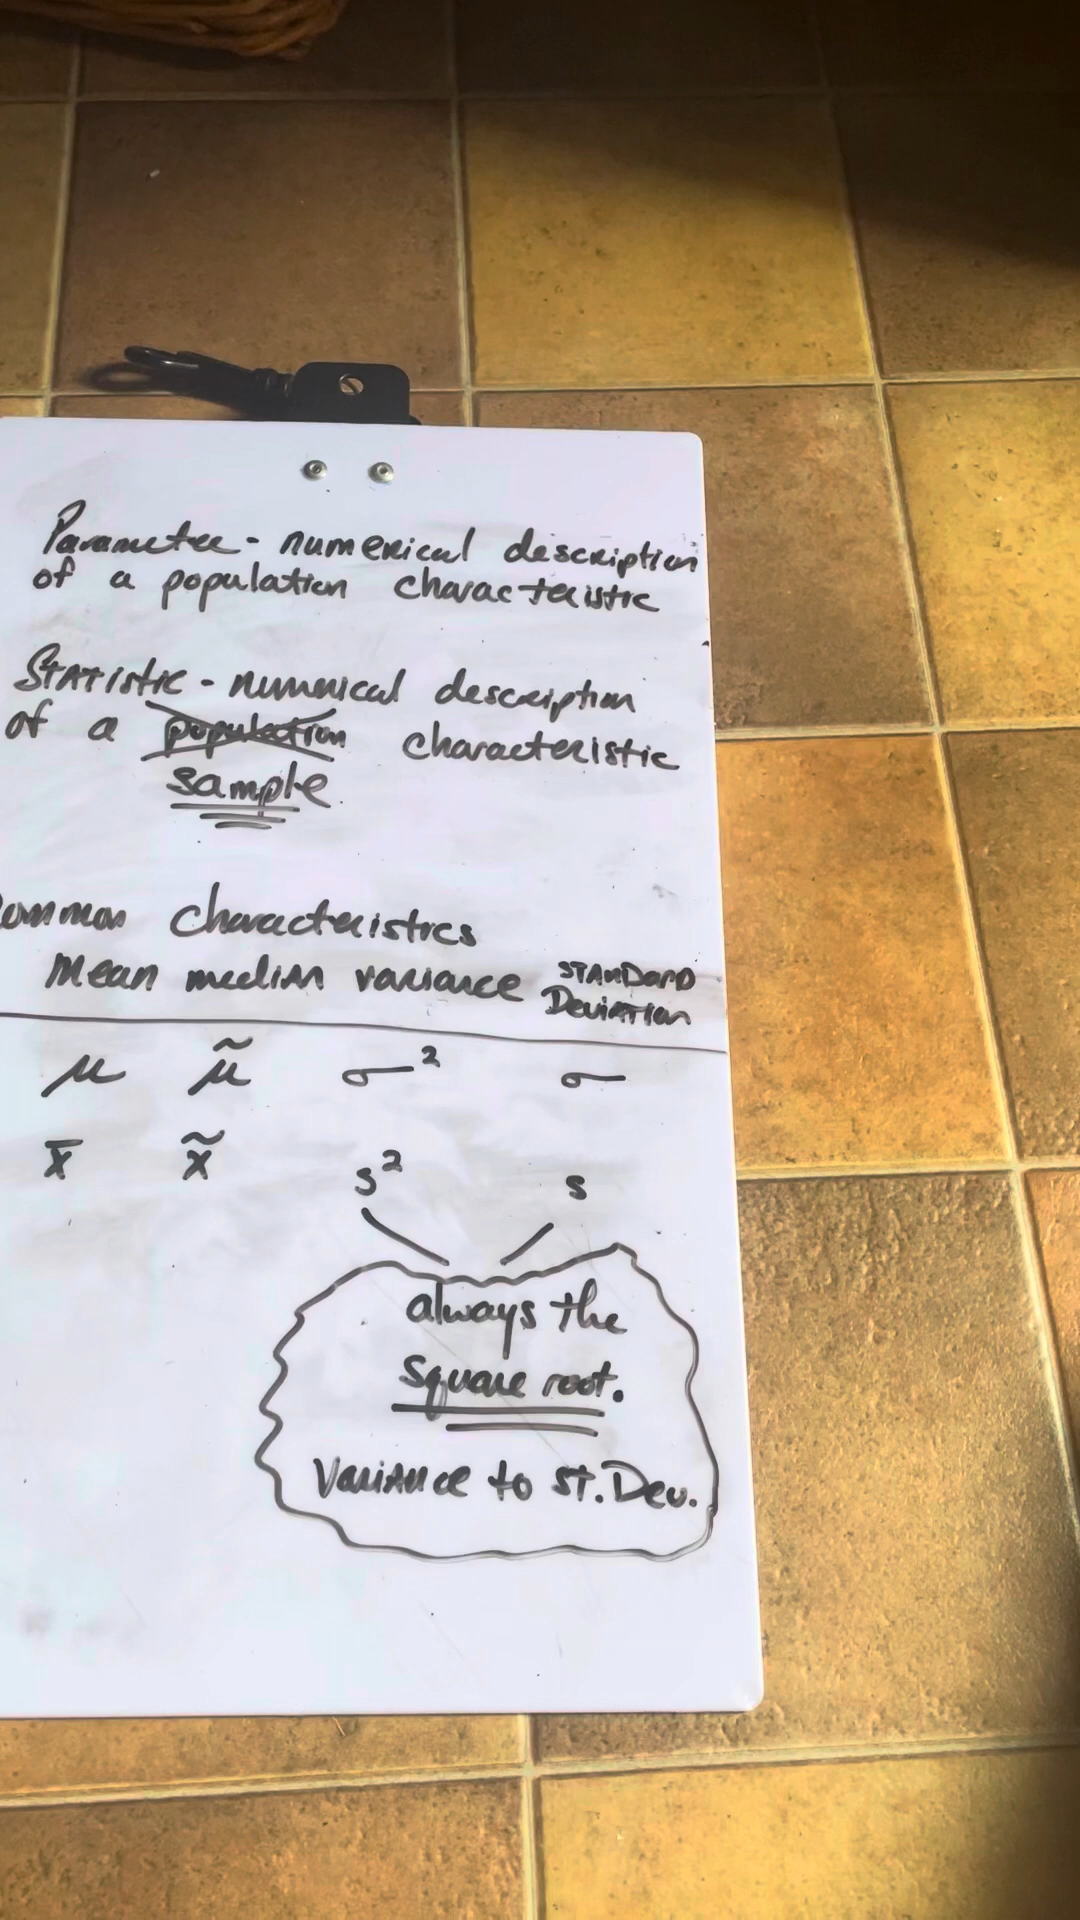 Parameter - numerical description
of a population characteristic
Statistic - numerical description
of a population characteristic
sample
Common Characteristics
mean median variance STANDARD
Deviation
μ μ̃ σ² σ
x̄ x̃ s² s
always the
square root.
Variance to St. Dev.